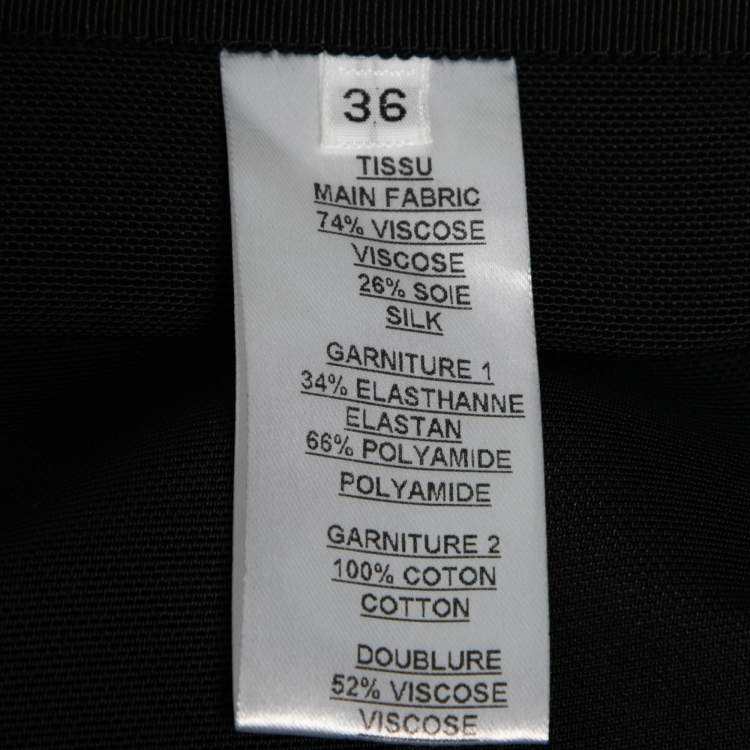 36
TISSU
MAIN FABRIC
74% VISCOSE
VISCOSE
26% SOIE
SILK
GARNITURE 1
34% ELASTHANNE
ELASTAN
66% POLYAMIDE
POLYAMIDE
GARNITURE 2
100% COTON
COTTON
DOUBLURE
52% VISCOSE
VISCOSE